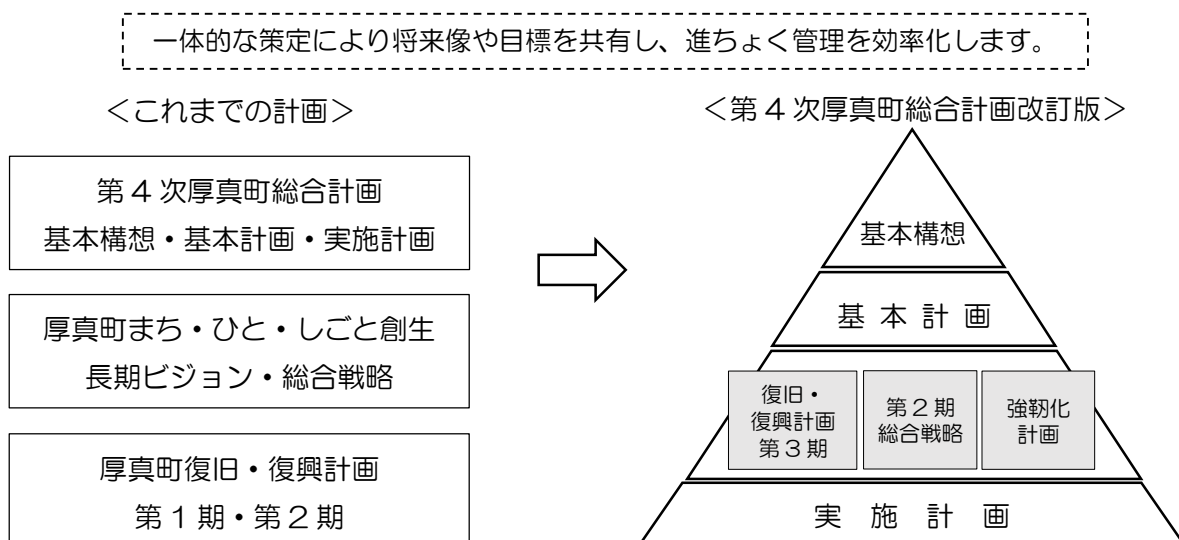 一体的な策定により将来像や目標を共有し、進ちょく管理を効率化します。
＜これまでの計画＞
第４次厚真町総合計画
基本構想・基本計画・実施計画
厚真町まち・ひと・しごと創生
長期ビジョン・総合戦略
厚真町復旧・復興計画
第１期・第２期
＜第４次厚真町総合計画改訂版＞
基本構想
基本計画
復旧・
復興計画
第３期
第２期
総合戦略
強靭化
計画
実施計画